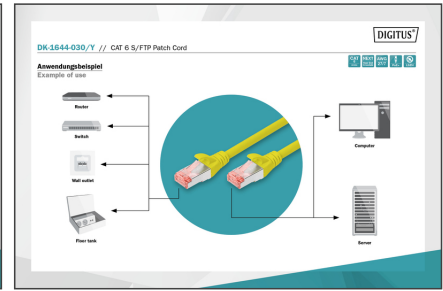 DIGITUS®
DK-1644-030/Y // CAT 6 S/FTP Patch Cord
Anwendungsbeispiel
Example of use
Router
Switch
Wall outlet
Floor tank
Computer
Server